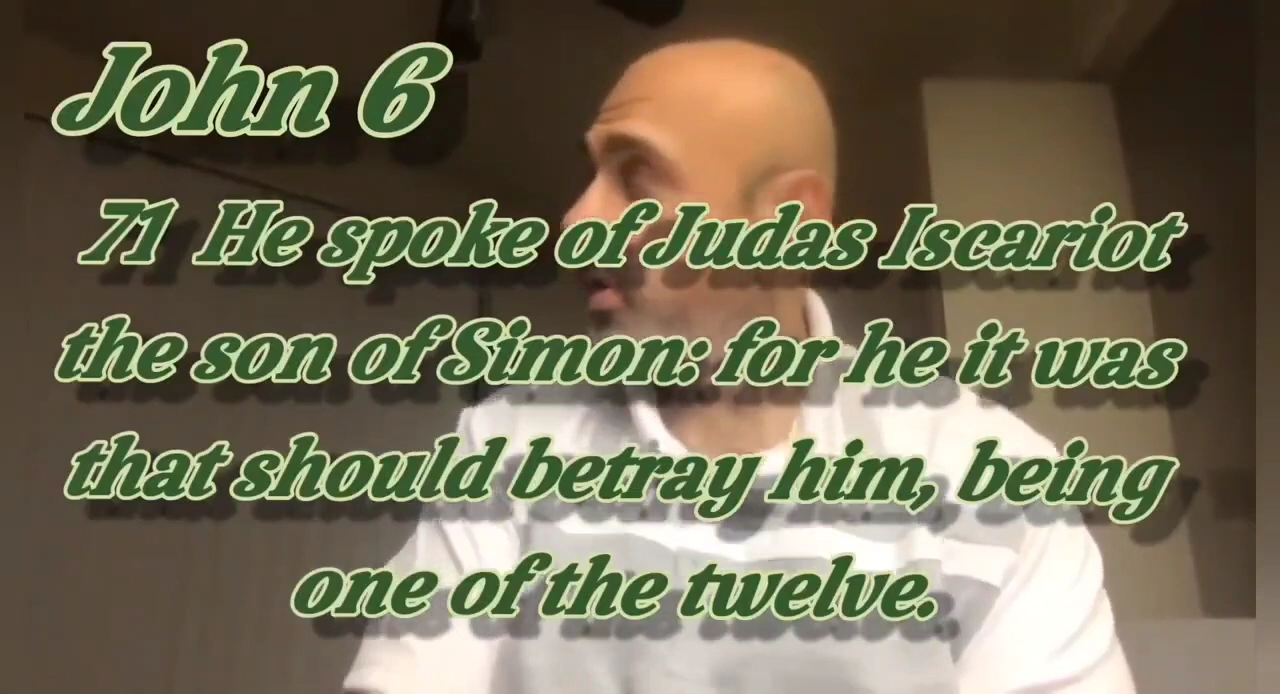 John 6
71 He spoke of Judas Iscariot
the son of Simon: for he it was
that should betray him, being
one of the twelve.